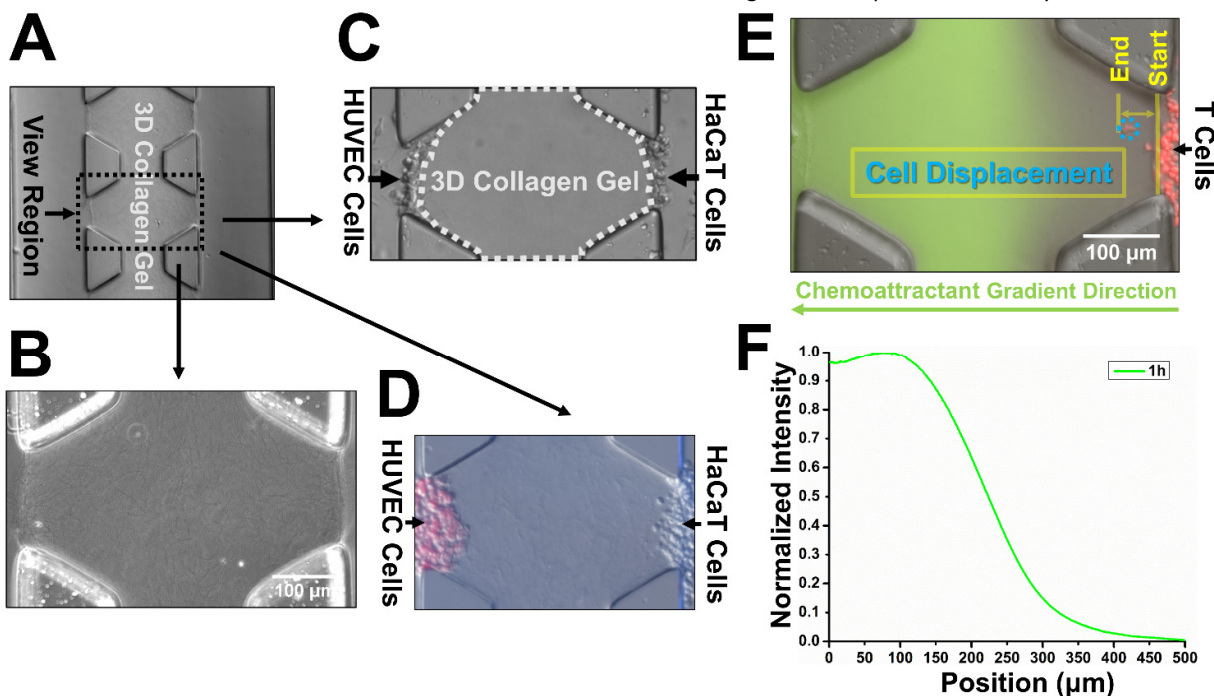 A
View Region
3D Collagen Gel
B
100 µm
C
HUVEC Cells
3D Collagen Gel
HaCaT Cells
D
HUVEC Cells
HaCaT Cells
E
End
Start
T Cells
Cell Displacement
100 µm
Chemoattractant Gradient Direction
F
Normalized Intensity
1.0
0.9
0.8
0.7
0.6
0.5
0.4
0.3
0.2
0.1
0.0
1h
0 50 100 150 200 250 300 350 400 450 500
Position (µm)